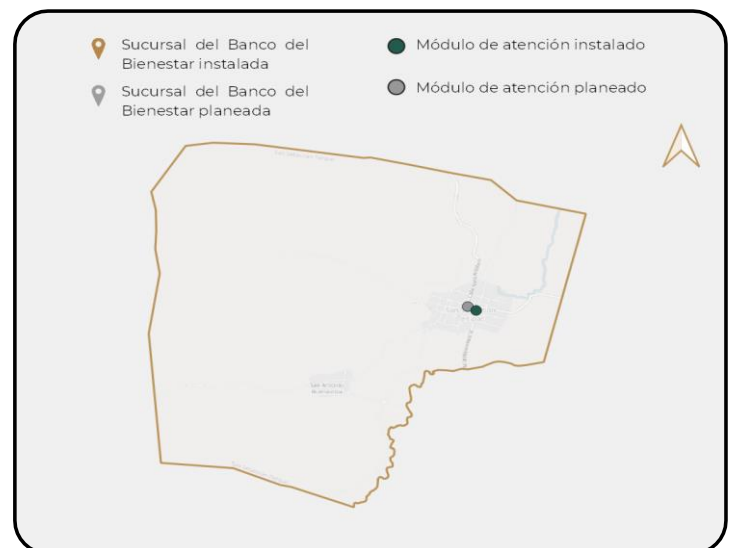 Sucursal del Banco del
Bienestar instalada
Sucursal del Banco del
Bienestar planeada
Módulo de atención instalado
Módulo de atención planeado